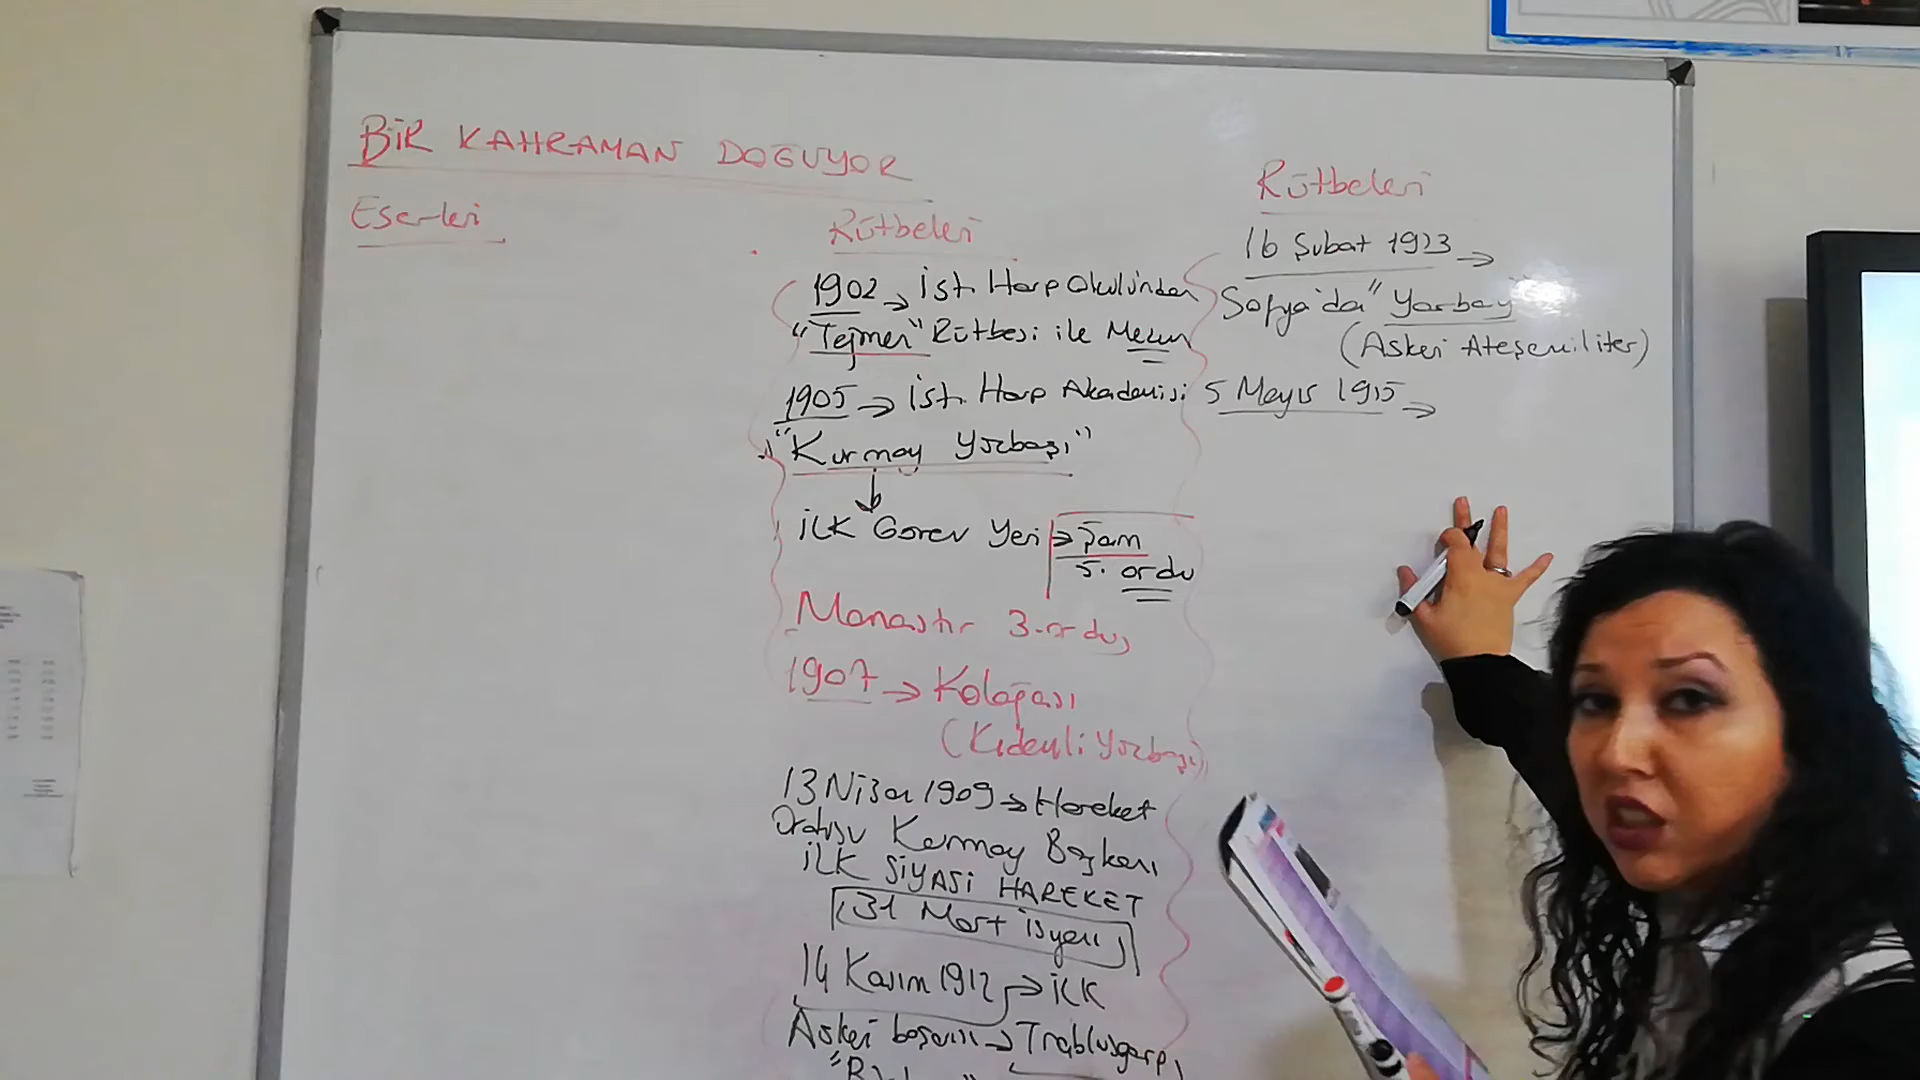 BİR KAHRAMAN DOĞUYOR
Eserleri
Rütbeleri
1902 → İst. Harp Okulundan
"Teğmen" Rütbesi ile Mezun
1905 → İst. Harp Akademisi
"Kurmay Yüzbaşı"
İLK Görev Yeri → Şam
5. ordu
Manastır 3. ordu
1907 → Kolağası
(Kıdemli Yüzbaşı)
13 Nisan 1909 → Hareket
Ordusu Kurmay Başkanı
İLK SİYASİ HAREKET
(31 Mart isyanı)
14 Kasım 1912 → İLK
Askeri başarısı → Trablusgarp
Rütbeleri
16 Şubat 1923 →
Sofya'da "Yarbay"
(Askeri Ateşemiliter)
5 Mayıs 1915 →